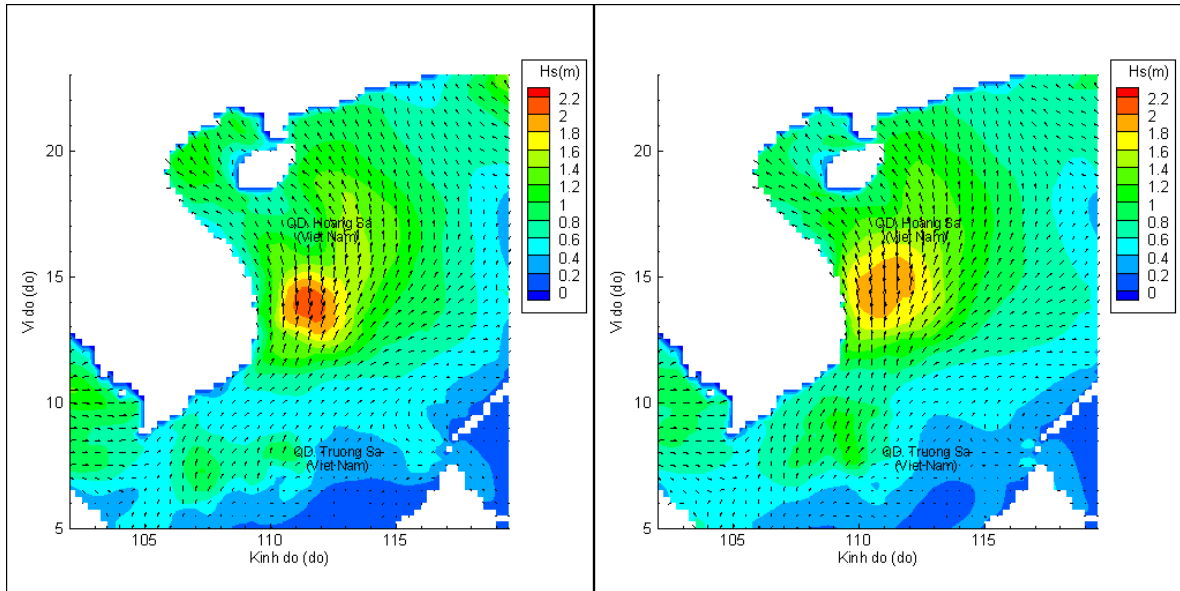 Hs(m)
2.2
2
1.8
1.6
1.4
1.2
1
0.8
0.6
0.4
0.2
0
20
15
10
5
Vi do (do)
QD. Hoang Sa
(Viet Nam)
QD. Truong Sa
(Viet Nam)
105
110
115
Kinh do (do)
Hs(m)
2.2
2
1.8
1.6
1.4
1.2
1
0.8
0.6
0.4
0.2
0
20
15
10
5
Vi do (do)
QD. Hoang Sa
(Viet Nam)
QD. Truong Sa
(Viet Nam)
105
110
115
Kinh do (do)